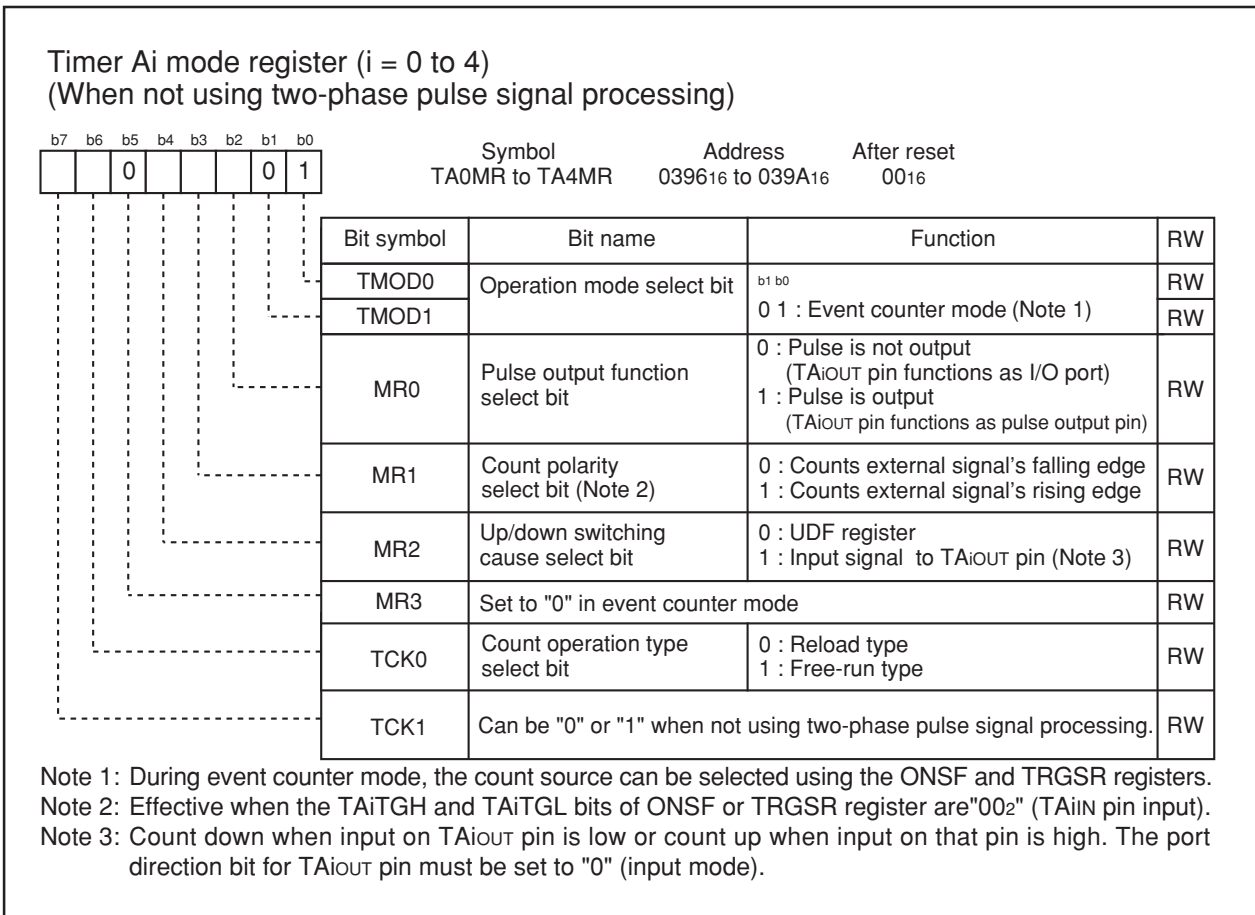 Timer Ai mode register (i = 0 to 4)
(When not using two-phase pulse signal processing)
b7 b6 b5 b4 b3 b2 b1 b0
0 0 1
Symbol Address After reset
TA0MR to TA4MR 039616 to 039A16 0016
Bit symbol Bit name Function RW
TMOD0 Operation mode select bit b1 b0 RW
TMOD1 0 1 : Event counter mode (Note 1) RW
MR0 Pulse output function select bit 0 : Pulse is not output
(TAiOUT pin functions as I/O port)
1 : Pulse is output
(TAiOUT pin functions as pulse output pin) RW
MR1 Count polarity select bit (Note 2) 0 : Counts external signal's falling edge
1 : Counts external signal's rising edge RW
MR2 Up/down switching cause select bit 0 : UDF register
1 : Input signal to TAiOUT pin (Note 3) RW
MR3 Set to "0" in event counter mode RW
TCK0 Count operation type select bit 0 : Reload type
1 : Free-run type RW
TCK1 Can be "0" or "1" when not using two-phase pulse signal processing. RW
Note 1: During event counter mode, the count source can be selected using the ONSF and TRGSR registers.
Note 2: Effective when the TAiTGH and TAiTGL bits of ONSF or TRGSR register are"002" (TAiIN pin input).
Note 3: Count down when input on TAiOUT pin is low or count up when input on that pin is high. The port
direction bit for TAiOUT pin must be set to "0" (input mode).